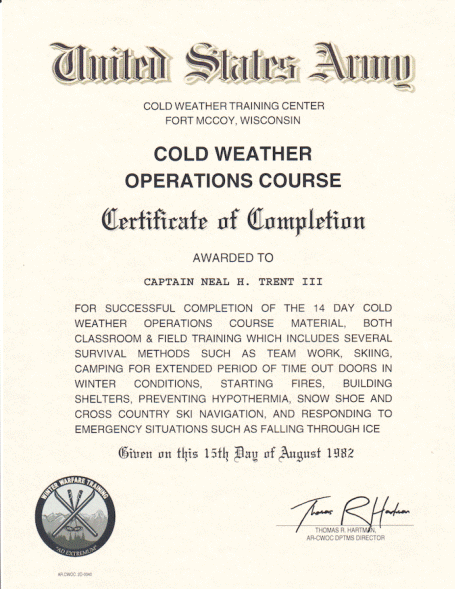 United States Army
COLD WEATHER TRAINING CENTER
FORT MCCOY, WISCONSIN
COLD WEATHER
OPERATIONS COURSE
Certificate of Completion
AWARDED TO
CAPTAIN NEAL H. TRENT III
FOR SUCCESSFUL COMPLETION OF THE 14 DAY COLD
WEATHER OPERATIONS COURSE MATERIAL, BOTH
CLASSROOM & FIELD TRAINING WHICH INCLUDES SEVERAL
SURVIVAL METHODS SUCH AS TEAM WORK, SKIING,
CAMPING FOR EXTENDED PERIOD OF TIME OUT DOORS IN
WINTER CONDITIONS, STARTING FIRES, BUILDING
SHELTERS, PREVENTING HYPOTHERMIA, SNOW SHOE AND
CROSS COUNTRY SKI NAVIGATION, AND RESPONDING TO
EMERGENCY SITUATIONS SUCH AS FALLING THROUGH ICE
Given on this 15th Day of August 1982
WINTER WARFARE TRAINING
"AD EXTREMUM"
Thomas R Hartman
THOMAS R. HARTMAN,
AR-CWOC DPTMS DIRECTOR